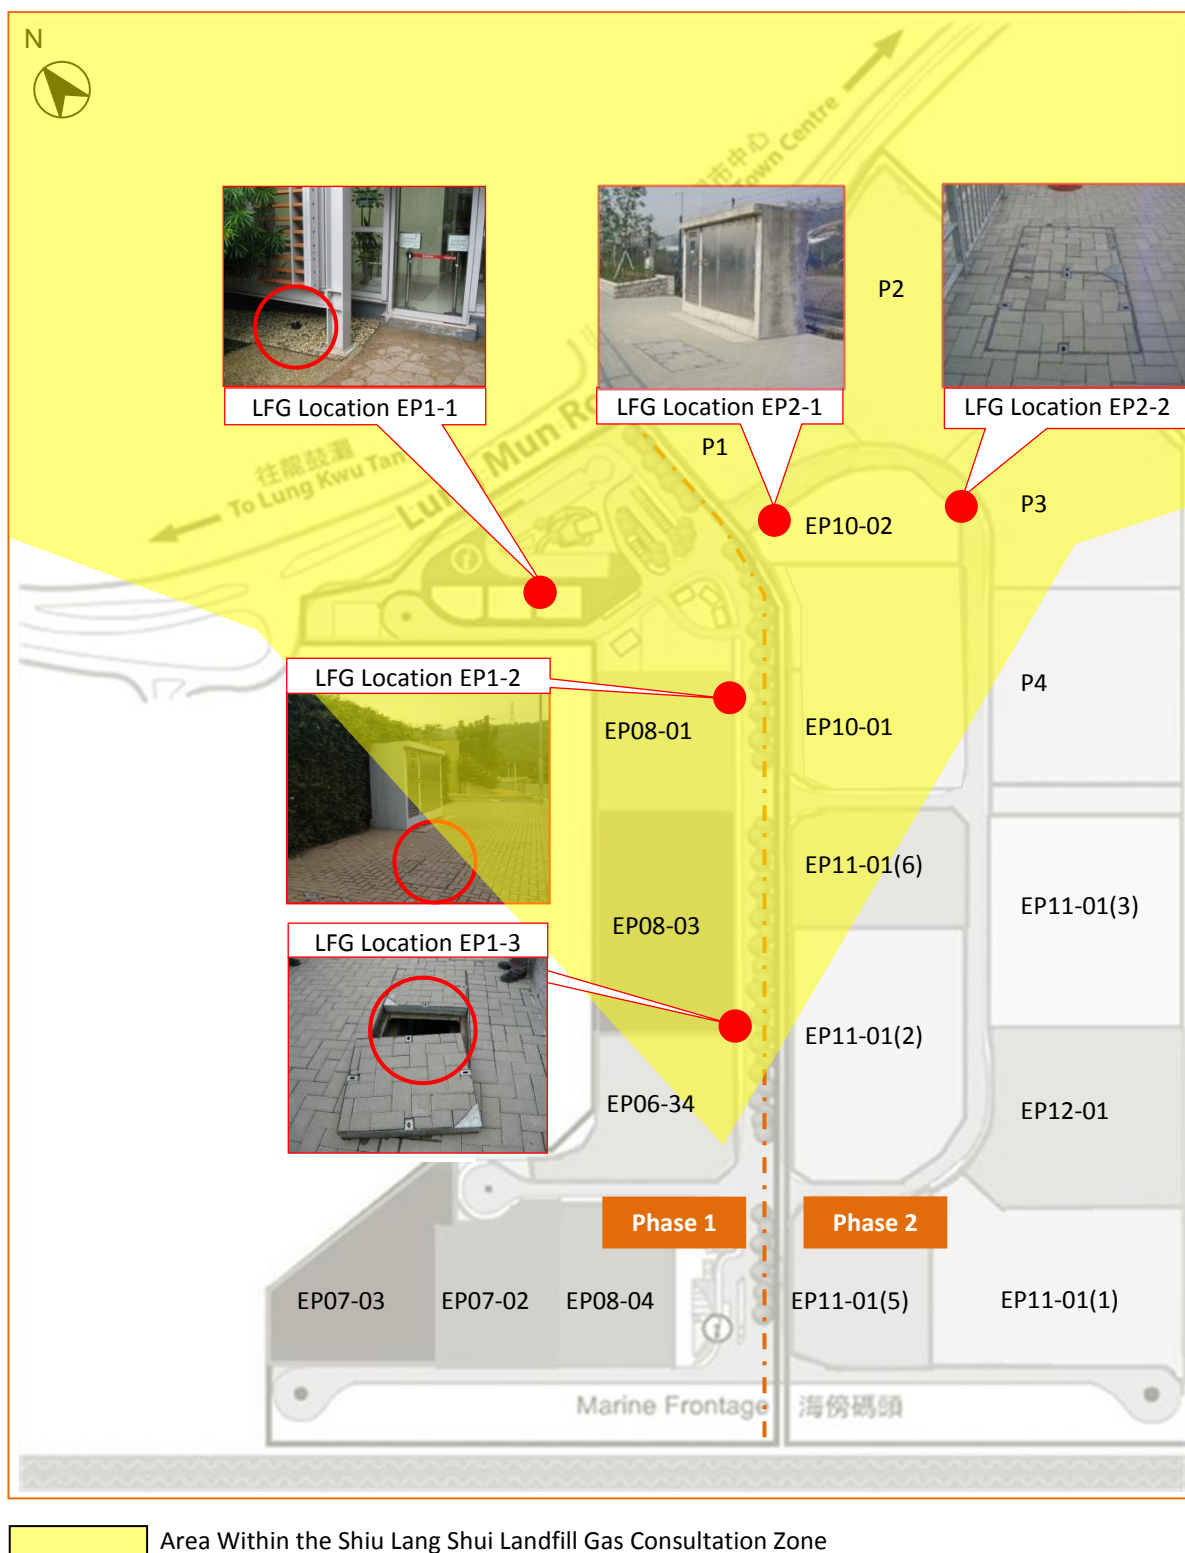 N
市中心
Town Centre
P2
LFG Location EP1-1
LFG Location EP2-1
LFG Location EP2-2
P1
往龍鼓灘
To Lung Kwu Tan
Lung Mun Ro
P3
EP10-02
LFG Location EP1-2
P4
EP08-01
EP10-01
EP11-01(6)
EP11-01(3)
EP08-03
LFG Location EP1-3
EP11-01(2)
EP06-34
EP12-01
Phase 1
Phase 2
EP07-03
EP07-02
EP08-04
EP11-01(5)
EP11-01(1)
Marine Frontage
海傍碼頭
Area Within the Shiu Lang Shui Landfill Gas Consultation Zone